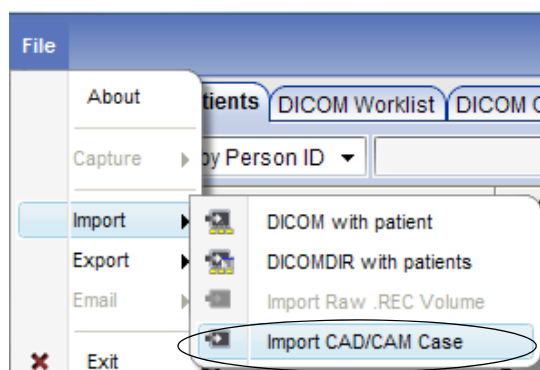 File
About
tients DICOM Worklist DICOM
Capture
by Person ID
Import
DICOM with patient
Export
DICOMDIR with patients
Email
Import Raw .REC Volume
Import CAD/CAM Case
Exit